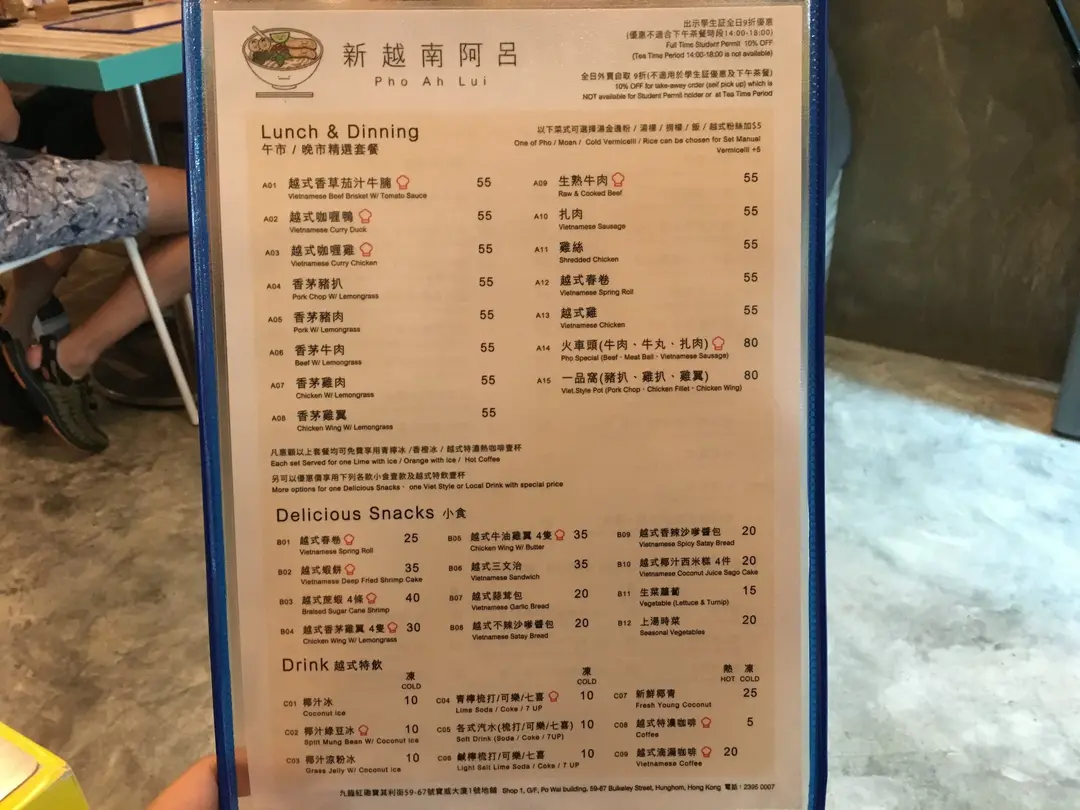 新越南阿呂
Pho Ah Lui
出示學生証全日9折優惠
(優惠不適合下午茶餐時段14:00-18:00)
Full Time Student Permit 10% OFF
(Tea Time Period 14:00-18:00 is not available)
全日外賣自取 9折(不適用於學生証優惠及下午茶餐)
10% OFF for take-away order (self pick up) which is
NOT available for Student Permit holder or at Tea Time Period
Lunch & Dinning
午市 / 晚市精選套餐
以下菜式可選擇湯金邊粉 / 湯檬 / 撈檬 / 飯 / 越式粉絲加$5
One of Pho / Moan / Cold Vermicelli / Rice can be chosen for Set Manual
Vermicelli +5
A01 越式香草茄汁牛腩 55
Vietnamese Beef Brisket W/ Tomato Sauce
A02 越式咖喱鴨 55
Vietnamese Curry Duck
A03 越式咖喱雞 55
Vietnamese Curry Chicken
A04 香茅豬扒 55
Pork Chop W/ Lemongrass
A05 香茅豬肉 55
Pork W/ Lemongrass
A06 香茅牛肉 55
Beef W/ Lemongrass
A07 香茅雞肉 55
Chicken W/ Lemongrass
A08 香茅雞翼 55
Chicken Wing W/ Lemongrass
A09 生熟牛肉 55
Raw & Cooked Beef
A10 扎肉 55
Vietnamese Sausage
A11 雞絲 55
Shredded Chicken
A12 越式春卷 55
Vietnamese Spring Roll
A13 越式雞 55
Vietnamese Chicken
A14 火車頭(牛肉、牛丸、扎肉) 80
Pho Special (Beef・Meat Ball・Vietnamese Sausage)
A15 一品窩(豬扒、雞扒、雞翼) 80
Viet.Style Pot (Pork Chop・Chicken Fillet・Chicken Wing)
凡惠顧以上套餐均可免費享用青檸冰 /香橙冰 / 越式特濃熱咖啡壹杯
Each set Served for one Lime with ice / Orange with ice / Hot Coffee
另可以優惠價享用下列各款小食壹款及越式特飲壹杯
More options for one Delicious Snacks、 one Viet Style or Local Drink with special price
Delicious Snacks 小食
B01 越式春卷 25
Vietnamese Spring Roll
B02 越式蝦餅 35
Vietnamese Deep Fried Shrimp Cake
B03 越式蔗蝦 4條 40
Braised Sugar Cane Shrimp
B04 越式香茅雞翼 4隻 30
Chicken Wing W/ Lemongrass
B05 越式牛油雞翼 4隻 35
Chicken Wing W/ Butter
B06 越式三文治 35
Vietnamese Sandwich
B07 越式蒜茸包 20
Vietnamese Garlic Bread
B08 越式不辣沙嗲醬包 20
Vietnamese Satay Bread
B09 越式香辣沙嗲醬包 20
Vietnamese Spicy Satay Bread
B10 越式椰汁西米糕 4件 20
Vietnamese Coconut Juice Sago Cake
B11 生菜蘿蔔 15
Vegetable (Lettuce & Turnip)
B12 上湯時菜 20
Seasonal Vegetables
Drink 越式特飲
凍
COLD
C01 椰汁冰 10
Coconut Ice
C02 椰汁綠豆冰 10
Split Mung Bean W/ Coconut Ice
C03 椰汁涼粉冰 10
Grass Jelly W/ Coconut Ice
凍
COLD
C04 青檸梳打/可樂/七喜 10
Lime Soda / Coke / 7 UP
C05 各式汽水(梳打/可樂/七喜) 10
Soft Drink (Soda / Coke / 7UP)
C06 鹹檸梳打/可樂/七喜 10
Light Sell Lime Soda / Coke / 7 UP
熱 凍
HOT COLD
C07 新鮮椰青 25
Fresh Young Coconut
C08 越式特濃咖啡 5
Coffee
C09 越式滴漏咖啡 20
Vietnamese Coffee
九龍紅磡寶其利街59-67號寶威大廈1號地鋪 Shop 1, G/F, Po Wai building, 59-67 Bulkeley Street, Hunghom, Hong Kong 電話: 2395 0007